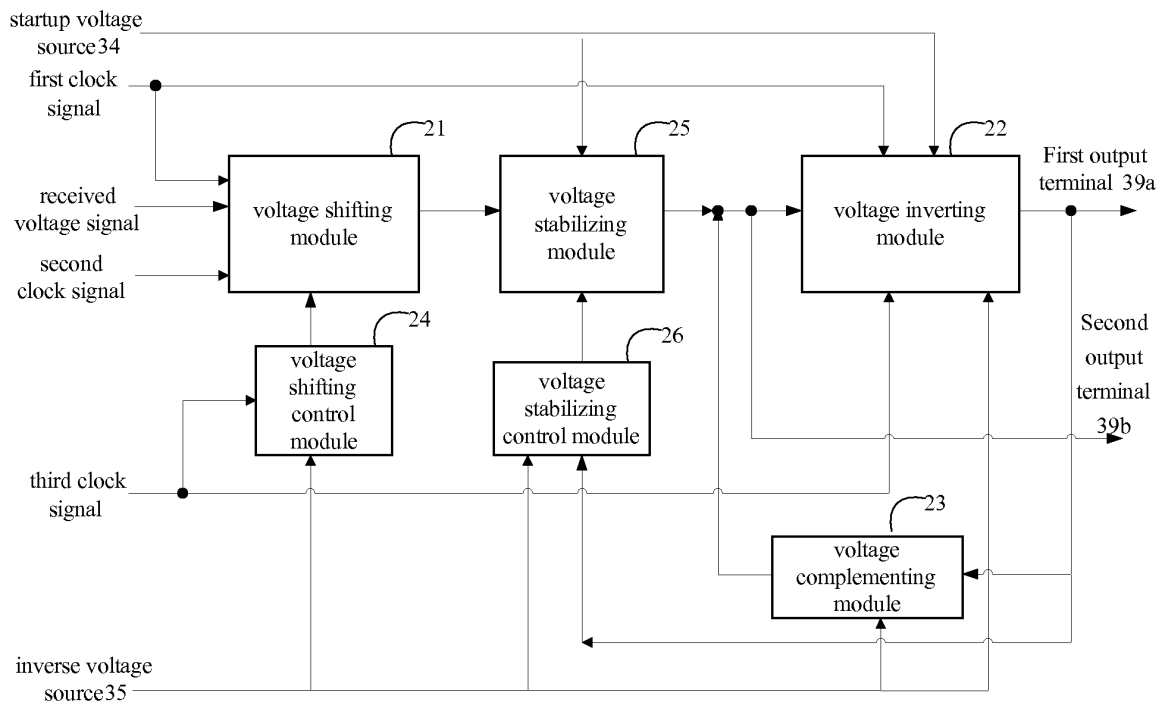 startup voltage
source34
first clock
signal
21
25
22
First output
terminal 39a
received
voltage signal
voltage shifting
module
voltage
stabilizing
module
voltage inverting
module
second
clock signal
24
26
Second
output
terminal
39b
voltage
shifting
control
module
voltage
stabilizing
control module
third clock
signal
23
voltage
complementing
module
inverse voltage
source35